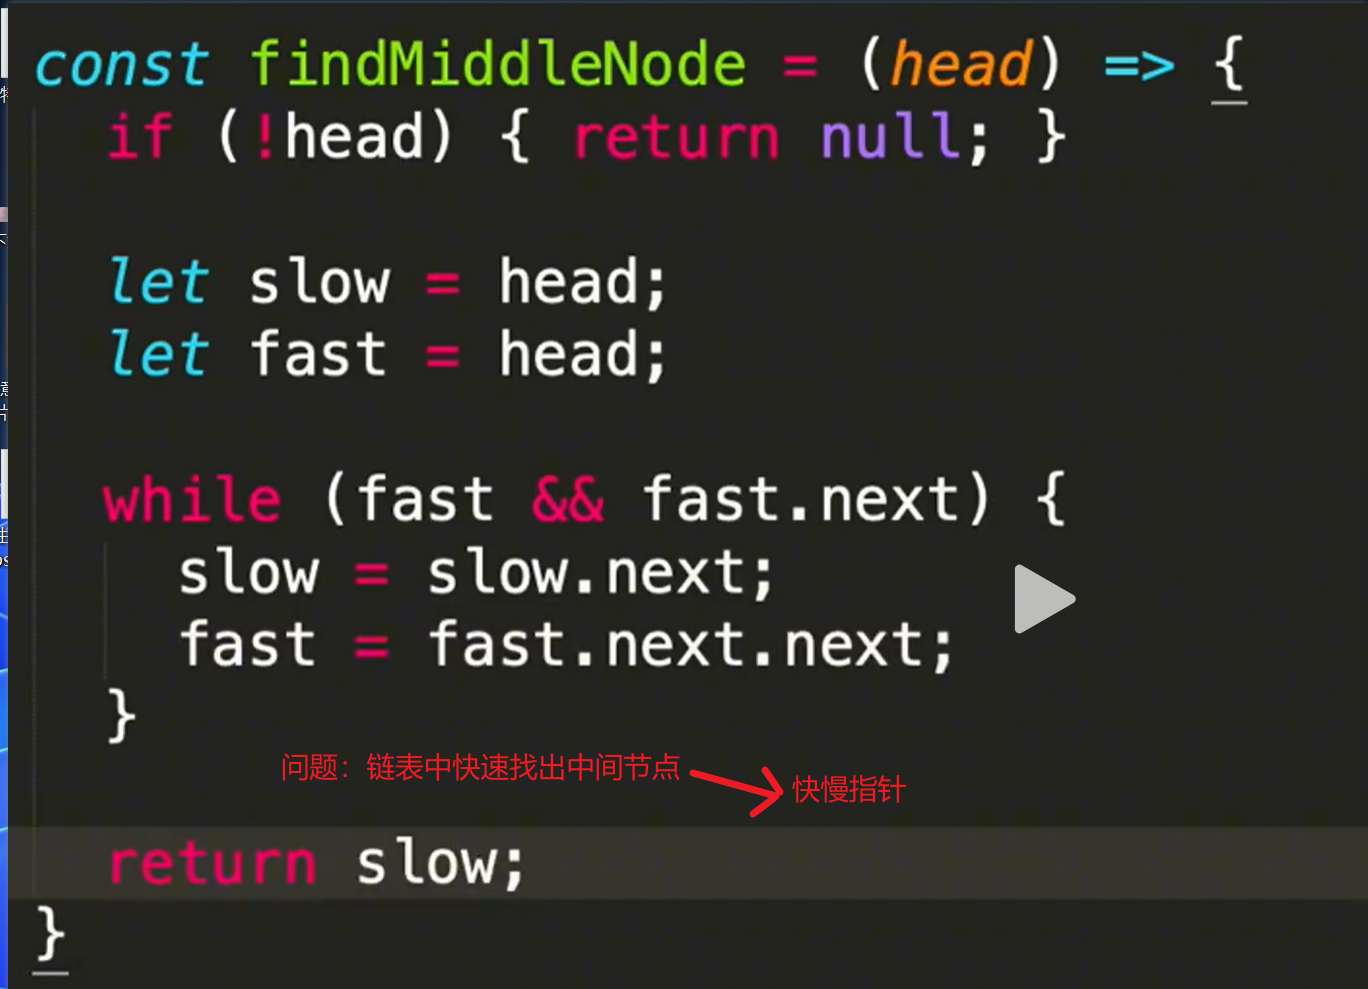 const findMiddleNode = (head) => {
if (!head) { return null; }
let slow = head;
let fast = head;
while (fast && fast.next) {
slow = slow.next;
fast = fast.next.next;
}
问题：链表中快速找出中间节点
快慢指针
return slow;
}